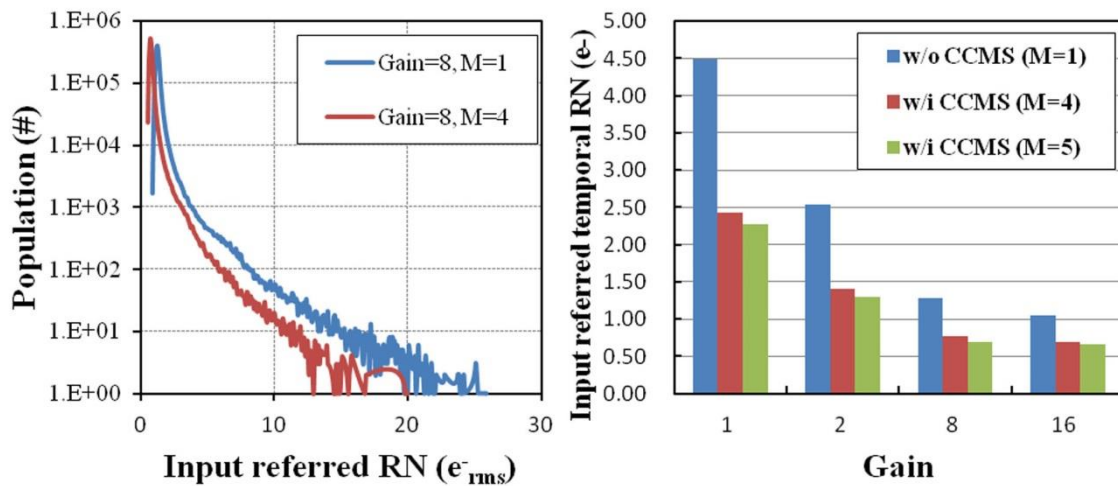 1.E+06
1.E+05
1.E+04
1.E+03
1.E+02
1.E+01
1.E+00
Population (#)
Gain=8, M=1
Gain=8, M=4
0 10 20 30
Input referred RN (e-rms)
5.00
4.50
4.00
3.50
3.00
2.50
2.00
1.50
1.00
0.50
0.00
Input referred temporal RN (e-)
w/o CCMS (M=1)
w/i CCMS (M=4)
w/i CCMS (M=5)
1 2 8 16
Gain